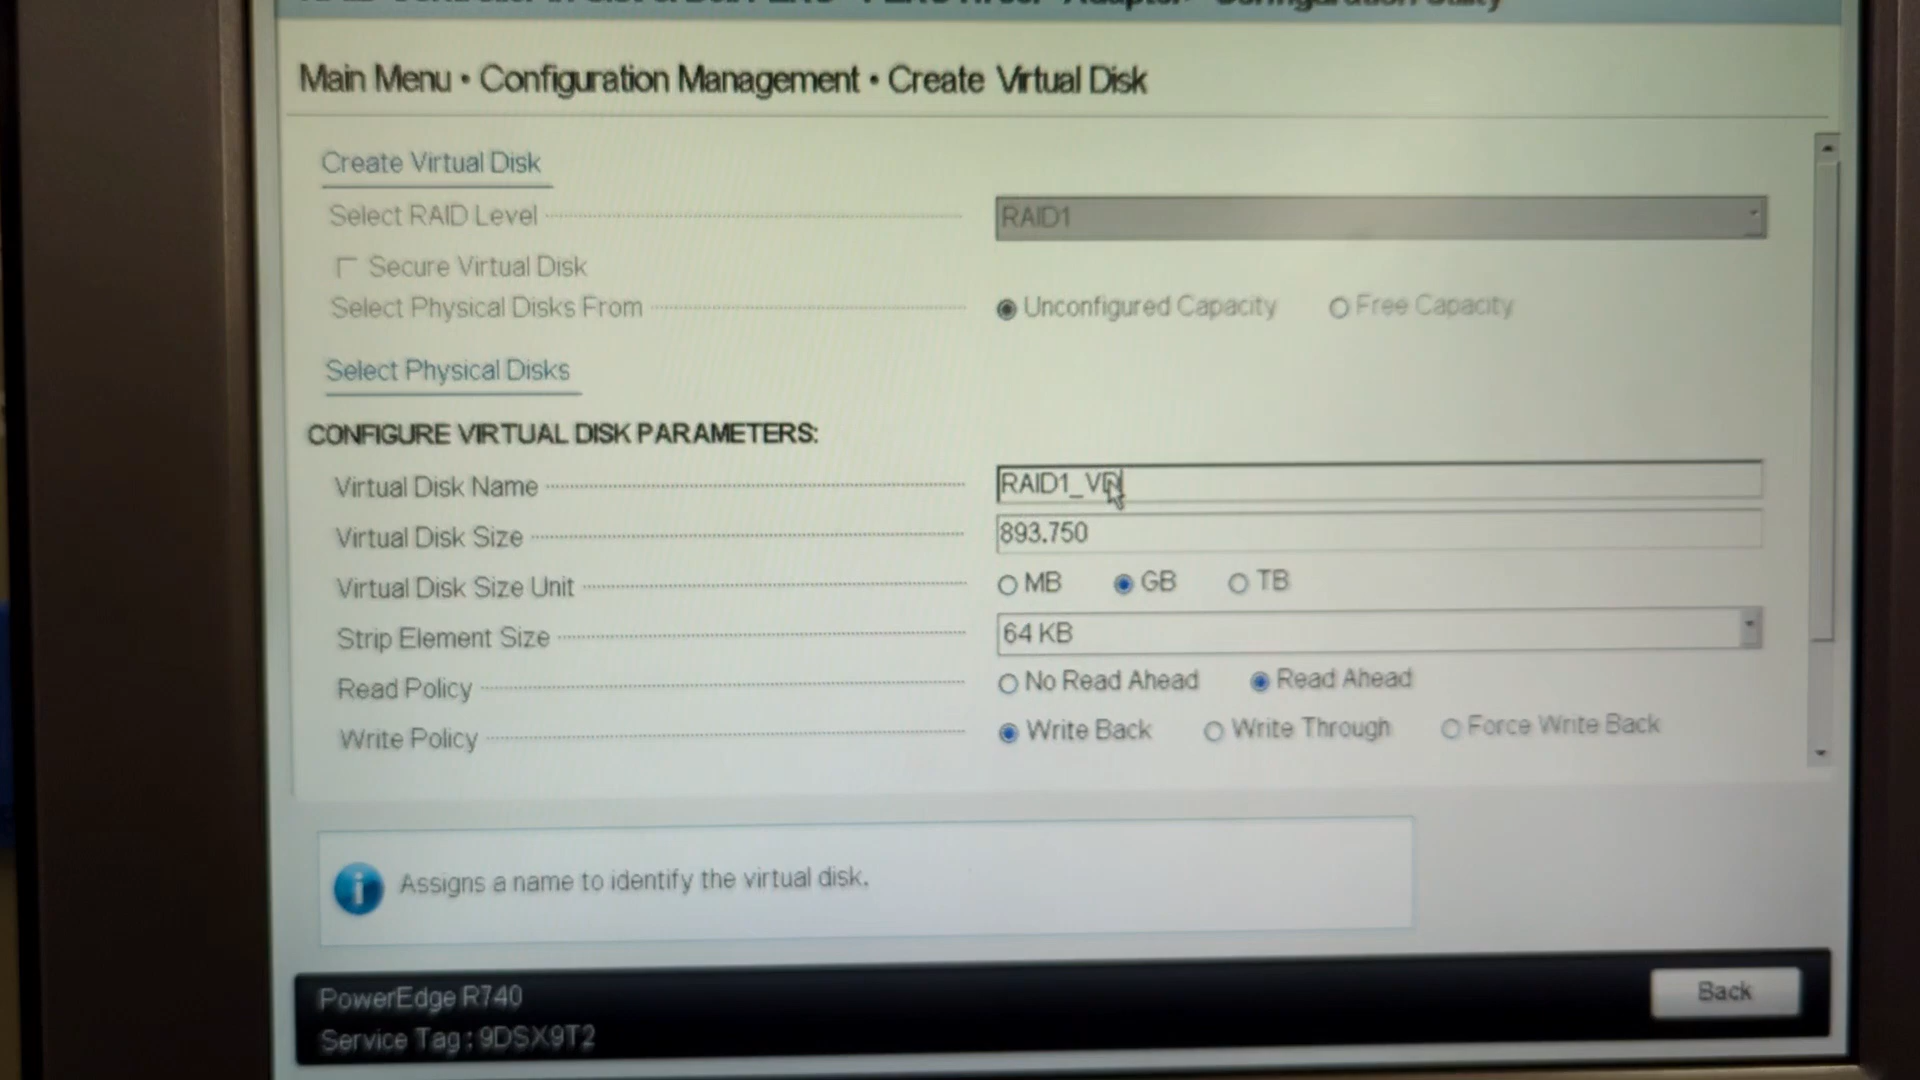 Main Menu • Configuration Management • Create Virtual Disk
Create Virtual Disk
Select RAID Level RAID1
Secure Virtual Disk
Select Physical Disks From Unconfigured Capacity Free Capacity
Select Physical Disks
CONFIGURE VIRTUAL DISK PARAMETERS:
Virtual Disk Name RAID1_VD
Virtual Disk Size 893.750
Virtual Disk Size Unit MB GB TB
Strip Element Size 64 KB
Read Policy No Read Ahead Read Ahead
Write Policy Write Back Write Through Force Write Back
Assigns a name to identify the virtual disk.
PowerEdge R740
Back
Service Tag : 9DSX9T2